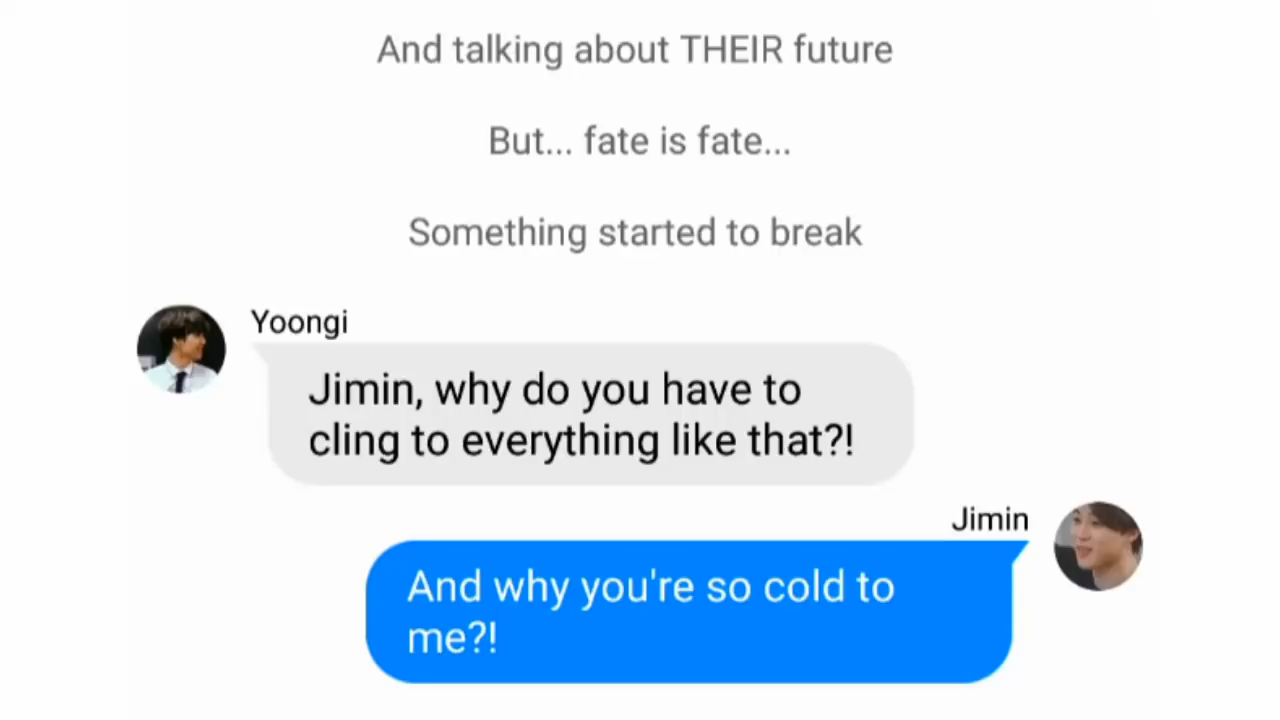 And talking about THEIR future
But... fate is fate...
Something started to break
Yoongi
Jimin, why do you have to
cling to everything like that?!
Jimin
And why you're so cold to
me?!